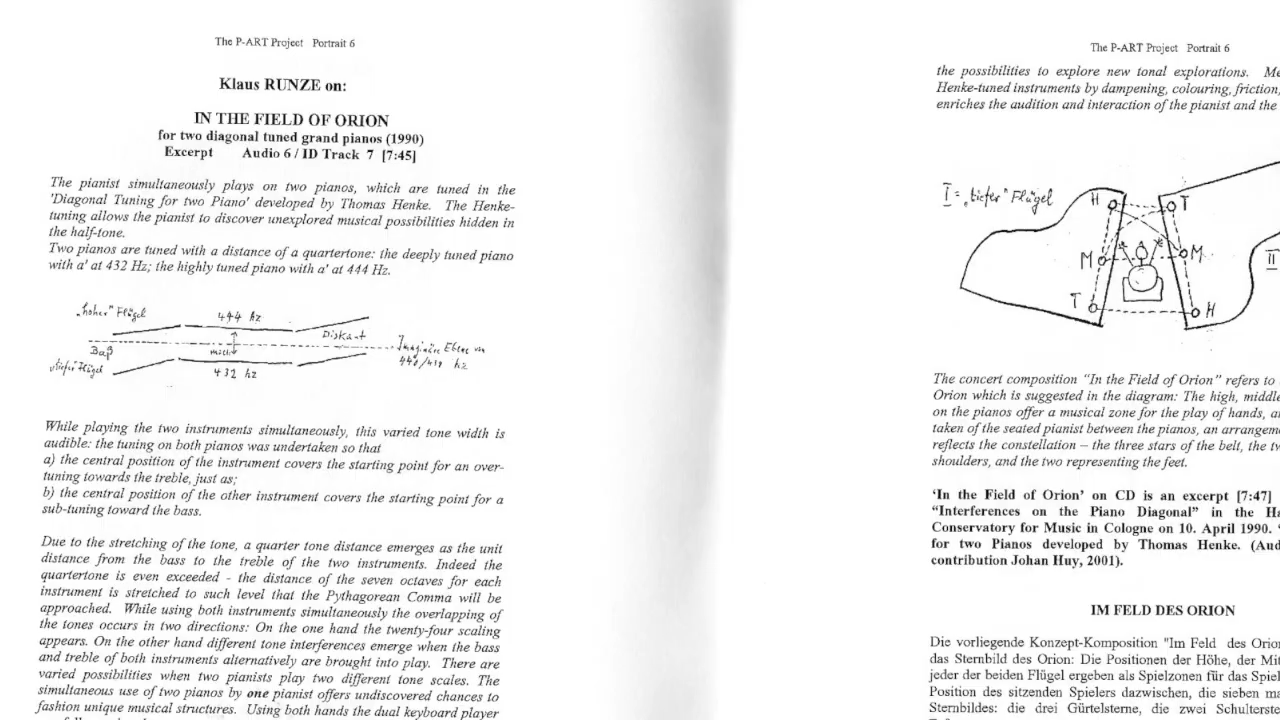 The P-ART Project Portrait 6
Klaus RUNZE on:
IN THE FIELD OF ORION
for two diagonal tuned grand pianos (1990)
Excerpt Audio 6 / ID Track 7 [7:45]
The pianist simultaneously plays on two pianos, which are tuned in the
'Diagonal Tuning for two Piano' developed by Thomas Henke. The Henke-
tuning allows the pianist to discover unexplored musical possibilities hidden in
the half-tone.
Two pianos are tuned with a distance of a quartertone: the deeply tuned piano
with a' at 432 Hz; the highly tuned piano with a' at 444 Hz.
„hoher" Flügel
444 hz
Diskant
Baß
Imaginäre Ebene von
440/439 hz
„tiefer" Flügel
432 hz
While playing the two instruments simultaneously, this varied tone width is
audible: the tuning on both pianos was undertaken so that
a) the central position of the instrument covers the starting point for an over-
tuning towards the treble, just as;
b) the central position of the other instrument covers the starting point for a
sub-tuning toward the bass.
Due to the stretching of the tone, a quarter tone distance emerges as the unit
distance from the bass to the treble of the two instruments. Indeed the
quartertone is even exceeded - the distance of the seven octaves for each
instrument is stretched to such level that the Pythagorean Comma will be
approached. While using both instruments simultaneously the overlapping of
the tones occurs in two directions: On the one hand the twenty-four scaling
appears. On the other hand different tone interferences emerge when the bass
and treble of both instruments alternatively are brought into play. There are
varied possibilities when two pianists play two different tone scales. The
simultaneous use of two pianos by one pianist offers undiscovered chances to
fashion unique musical structures. Using both hands the dual keyboard player
The P-ART Project Portrait 6
the possibilities to explore new tonal explorations. Me
Henke-tuned instruments by dampening, colouring, friction,
enriches the audition and interaction of the pianist and the
I = „tiefer" Flügel
H T
M M
II
T H
The concert composition "In the Field of Orion" refers to
Orion which is suggested in the diagram: The high, middle
on the pianos offer a musical zone for the play of hands, an
taken of the seated pianist between the pianos, an arrangeme
reflects the constellation – the three stars of the belt, the tw
shoulders, and the two representing the feet.
'In the Field of Orion' on CD is an excerpt [7:47]
"Interferences on the Piano Diagonal" in the Ha
Conservatory for Music in Cologne on 10. April 1990. '
for two Pianos developed by Thomas Henke. (Aud
contribution Johan Huy, 2001).
IM FELD DES ORION
Die vorliegende Konzept-Komposition "Im Feld des Orion
das Sternbild des Orion: Die Positionen der Höhe, der Mit
jeder der beiden Flügel ergeben als Spielzonen für das Spiel
Position des sitzenden Spielers dazwischen, die sieben ma
Sternbildes: die drei Gürtelsterne, die zwei Schulterste